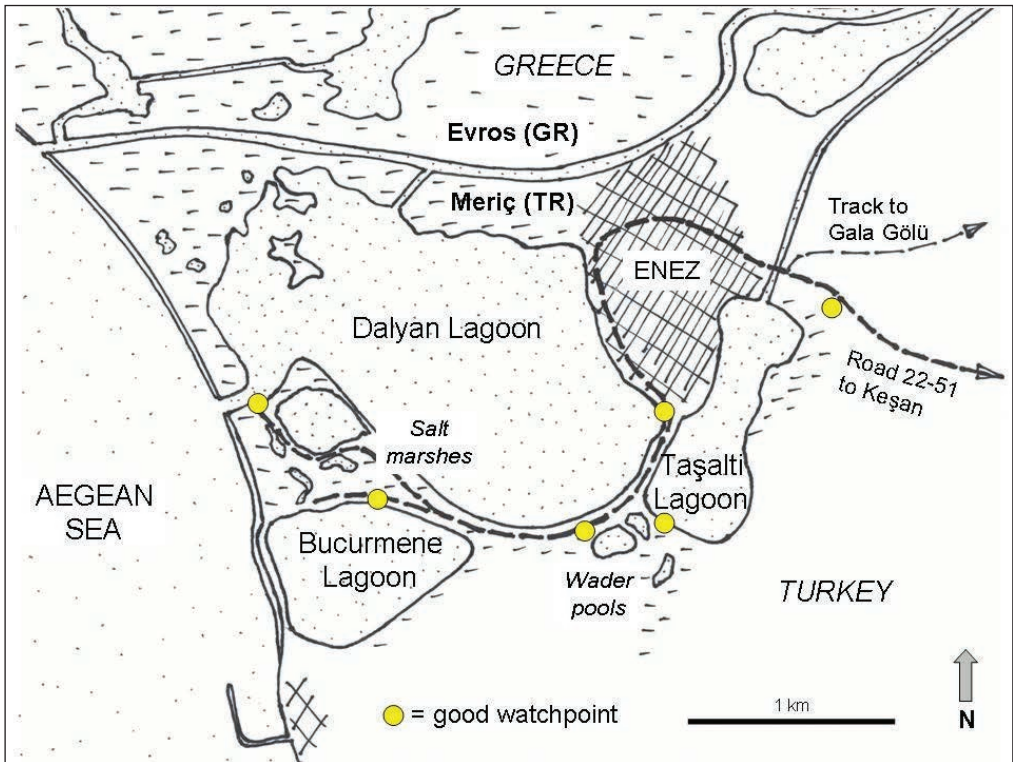 GREECE
Evros (GR)
Meriç (TR)
Track to
Gala Gölü
ENEZ
Dalyan Lagoon
Road 22-51
to Keşan
Salt
marshes
Taşalti
Lagoon
AEGEAN
SEA
Bucurmene
Lagoon
Wader
pools
TURKEY
= good watchpoint
1 km
N